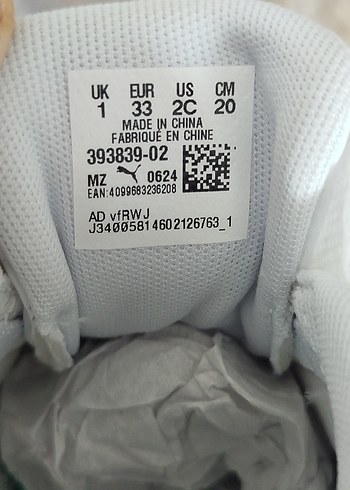 UK EUR US CM
1 33 2C 20
MADE IN CHINA
FABRIQUÉ EN CHINE
393839-02
MZ 0624
EAN:4099683236208
AD vfRWJ
J34005814602126763_1